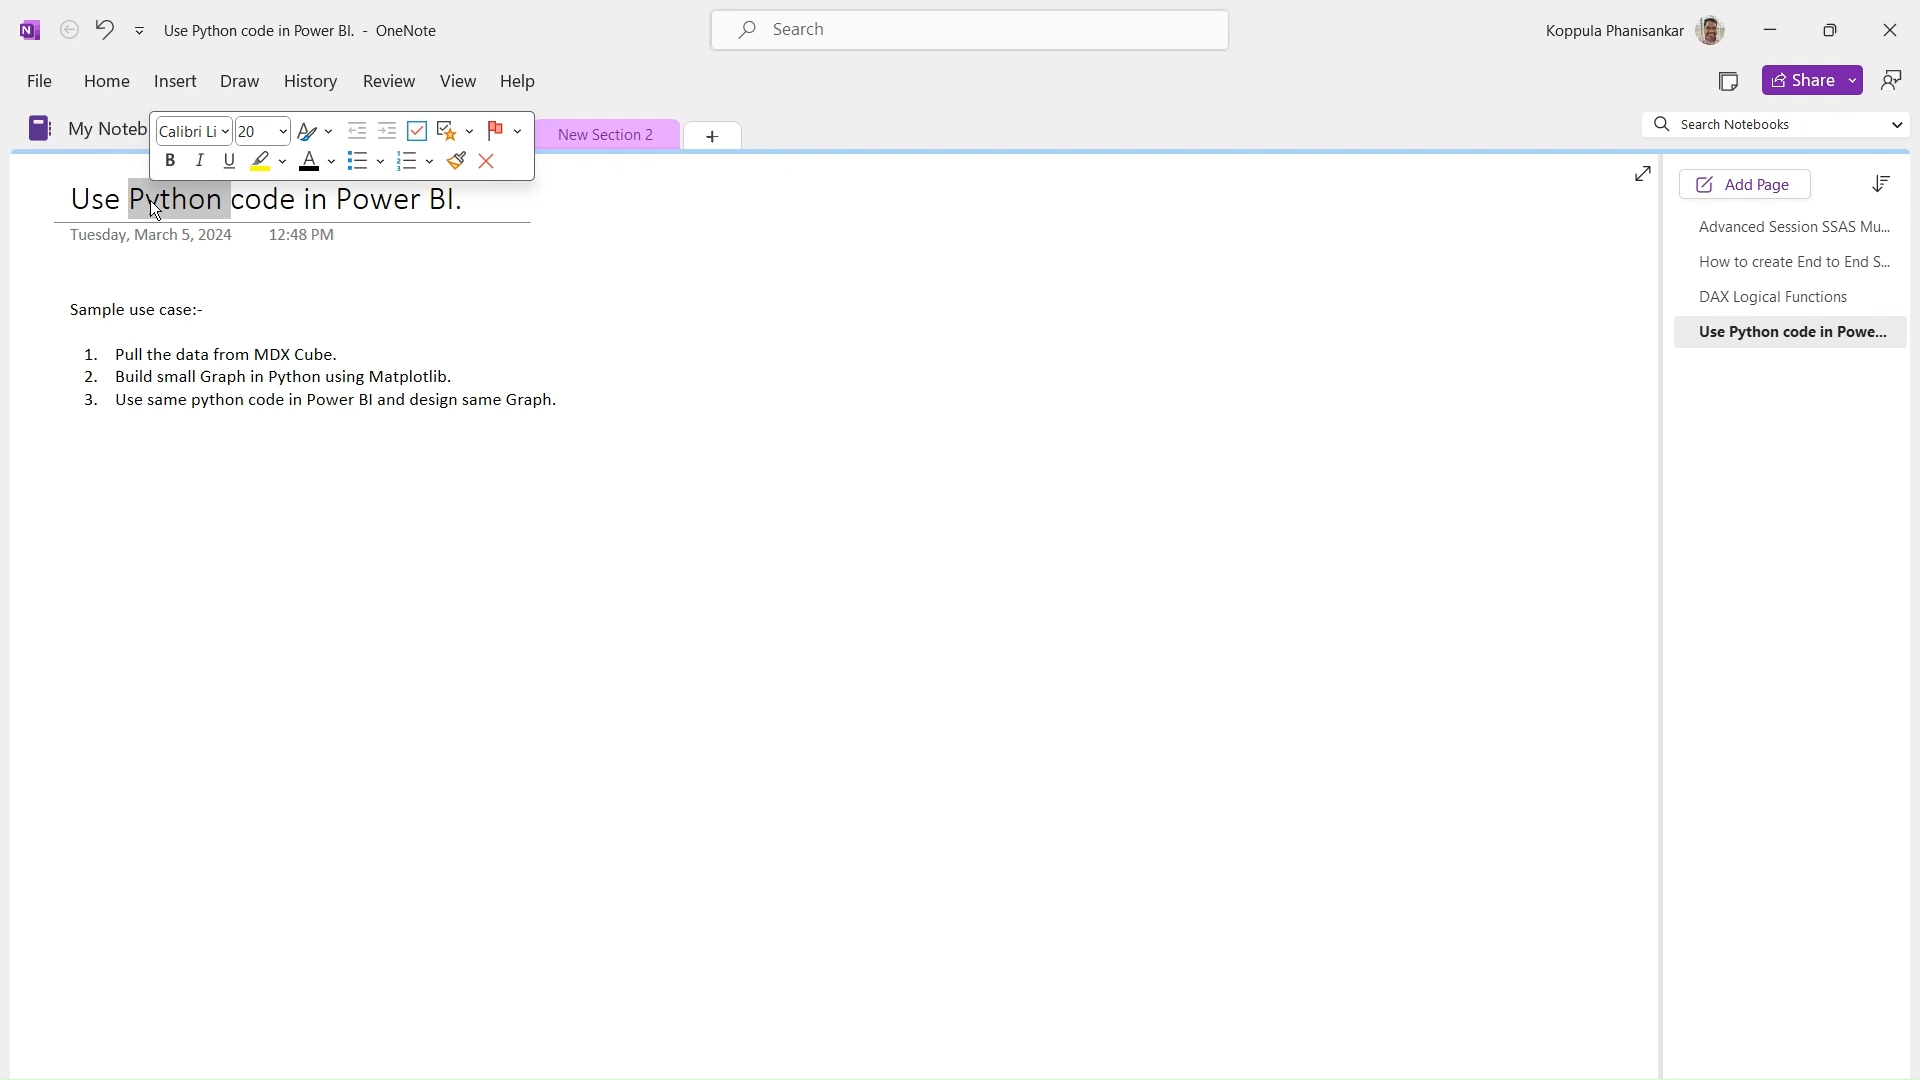 Use Python code in Power BI. - OneNote
Search
Koppula Phanisankar
File Home Insert Draw History Review View Help
Share
My Noteb
Calibri Li 20
New Section 2
+
Search Notebooks
B I U A
Use Python code in Power BI.
Tuesday, March 5, 2024 12:48 PM
Sample use case:-
1. Pull the data from MDX Cube.
2. Build small Graph in Python using Matplotlib.
3. Use same python code in Power BI and design same Graph.
Add Page
Advanced Session SSAS Mu...
How to create End to End S...
DAX Logical Functions
Use Python code in Powe...